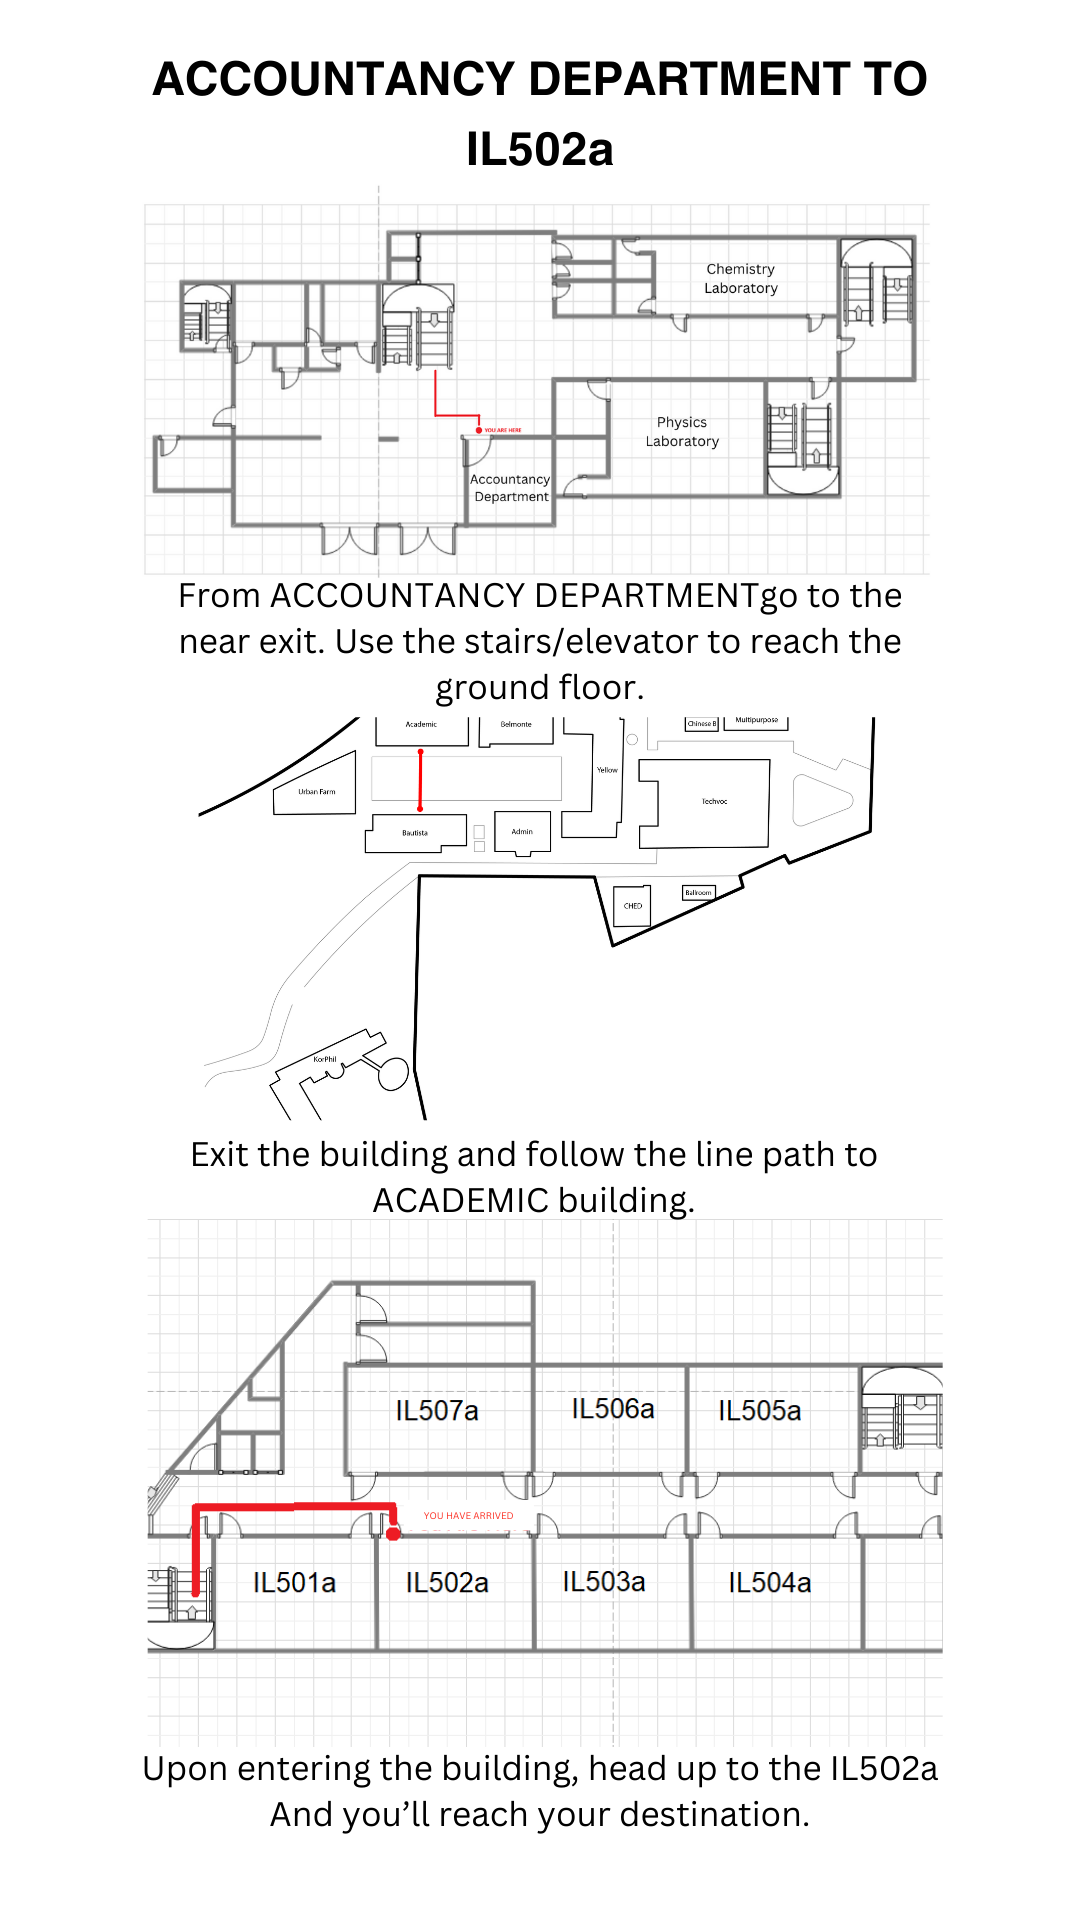 ACCOUNTANCY DEPARTMENT TO
IL502a
Chemistry
Laboratory
Physics
Laboratory
YOU ARE HERE
Accountancy
Department
From ACCOUNTANCY DEPARTMENTgo to the
near exit. Use the stairs/elevator to reach the
ground floor.
Academic
Belmonte
Chinese B
Multipurpose
Yellow
Urban Farm
Techvoc
Bautista
Admin
CHED
Ballroom
KorPhil
Exit the building and follow the line path to
ACADEMIC building.
IL507a
IL506a
IL505a
YOU HAVE ARRIVED
IL501a
IL502a
IL503a
IL504a
Upon entering the building, head up to the IL502a
And you’ll reach your destination.